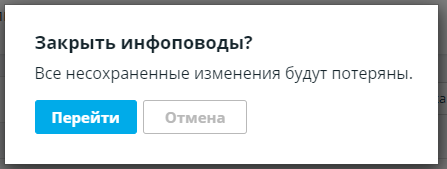 Закрыть инфоповоды?
Все несохраненные изменения будут потеряны.
Перейти Отмена